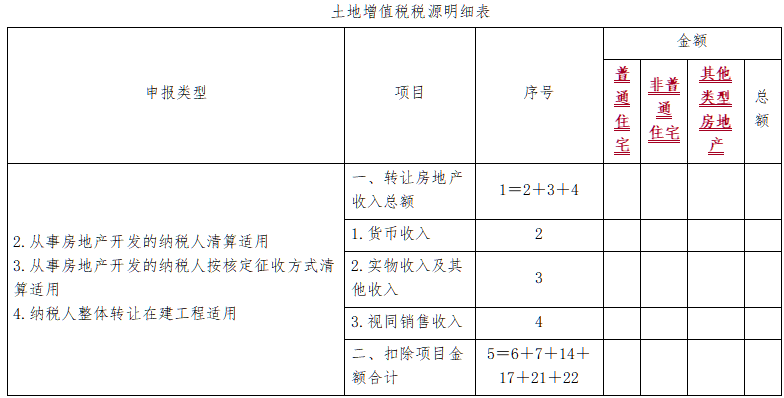 土地增值税税源明细表
申报类型
项目
序号
金额
普
通
住
宅
非普
通
住宅
其他
类型
房地
产
总
额
2.从事房地产开发的纳税人清算适用
3.从事房地产开发的纳税人按核定征收方式清
算适用
4.纳税人整体转让在建工程适用
一、转让房地产
收入总额
1＝2＋3＋4
1.货币收入
2
2.实物收入及其
他收入
3
3.视同销售收入
4
二、扣除项目金
额合计
5＝6＋7＋14＋
17＋21＋22